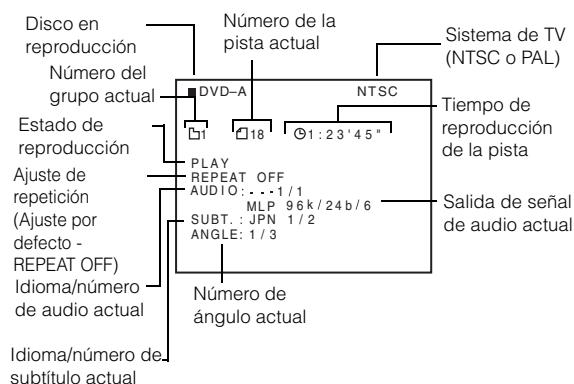 Disco en
reproducción
Número de la
pista actual
Sistema de TV
(NTSC o PAL)
Número del
grupo actual
Tiempo de
reproducción
de la pista
Estado de
reproducción
Ajuste de
repetición
(Ajuste por
defecto -
REPEAT OFF)
Idioma/número
de audio actual
Idioma/número de
subtítulo actual
Número de
ángulo actual
Salida de señal
de audio actual
DVD–A NTSC
1 18 1:23'45"
PLAY
REPEAT OFF
AUDIO: - - - 1/1
MLP 96k/24b/6
SUBT.: JPN 1/2
ANGLE: 1/3